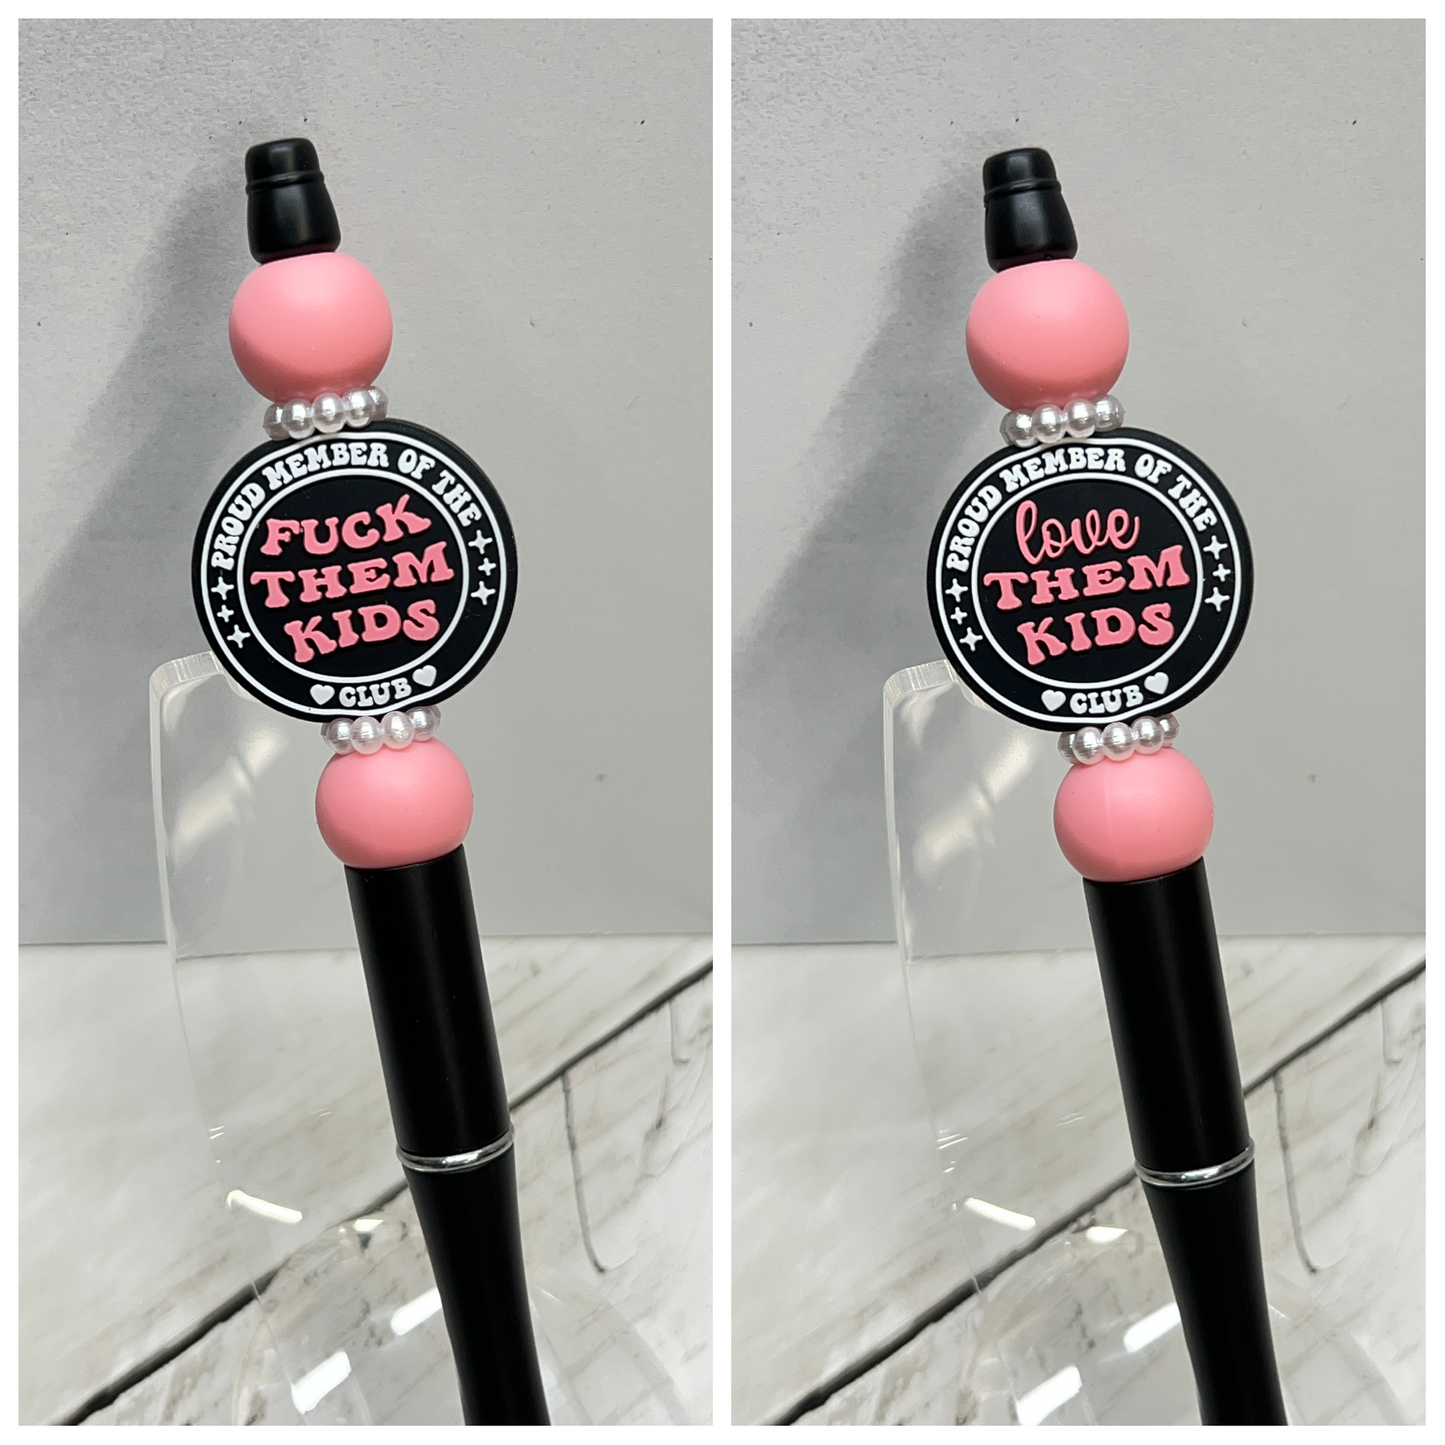 PROUD MEMBER OF THE
FUCK
THEM
KIDS
CLUB
PROUD MEMBER OF THE
love
THEM
KIDS
CLUB